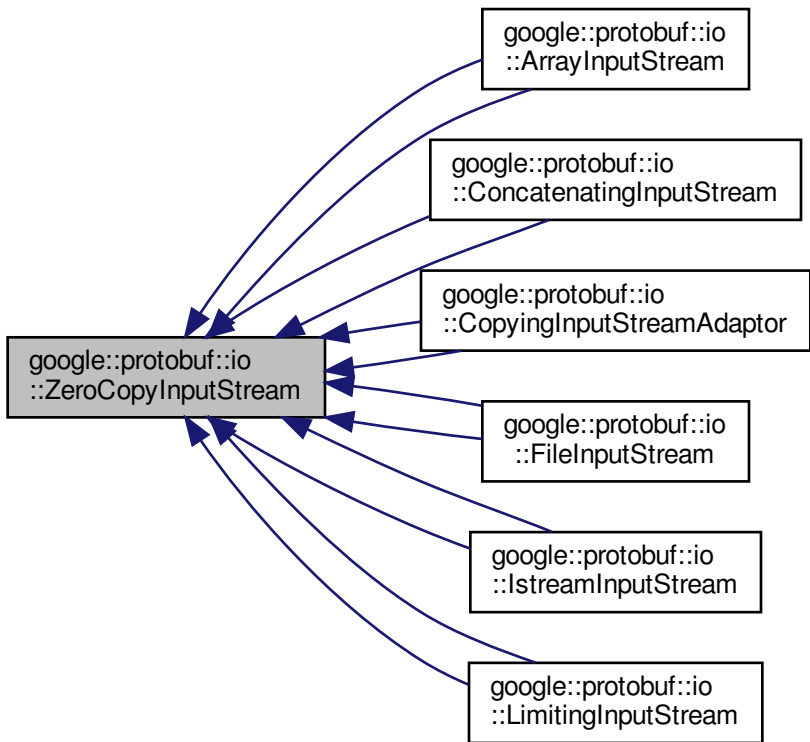 google::protobuf::io
::ArrayInputStream
google::protobuf::io
::ConcatenatingInputStream
google::protobuf::io
::CopyingInputStreamAdaptor
google::protobuf::io
::ZeroCopyInputStream
google::protobuf::io
::FileInputStream
google::protobuf::io
::IstreamInputStream
google::protobuf::io
::LimitingInputStream